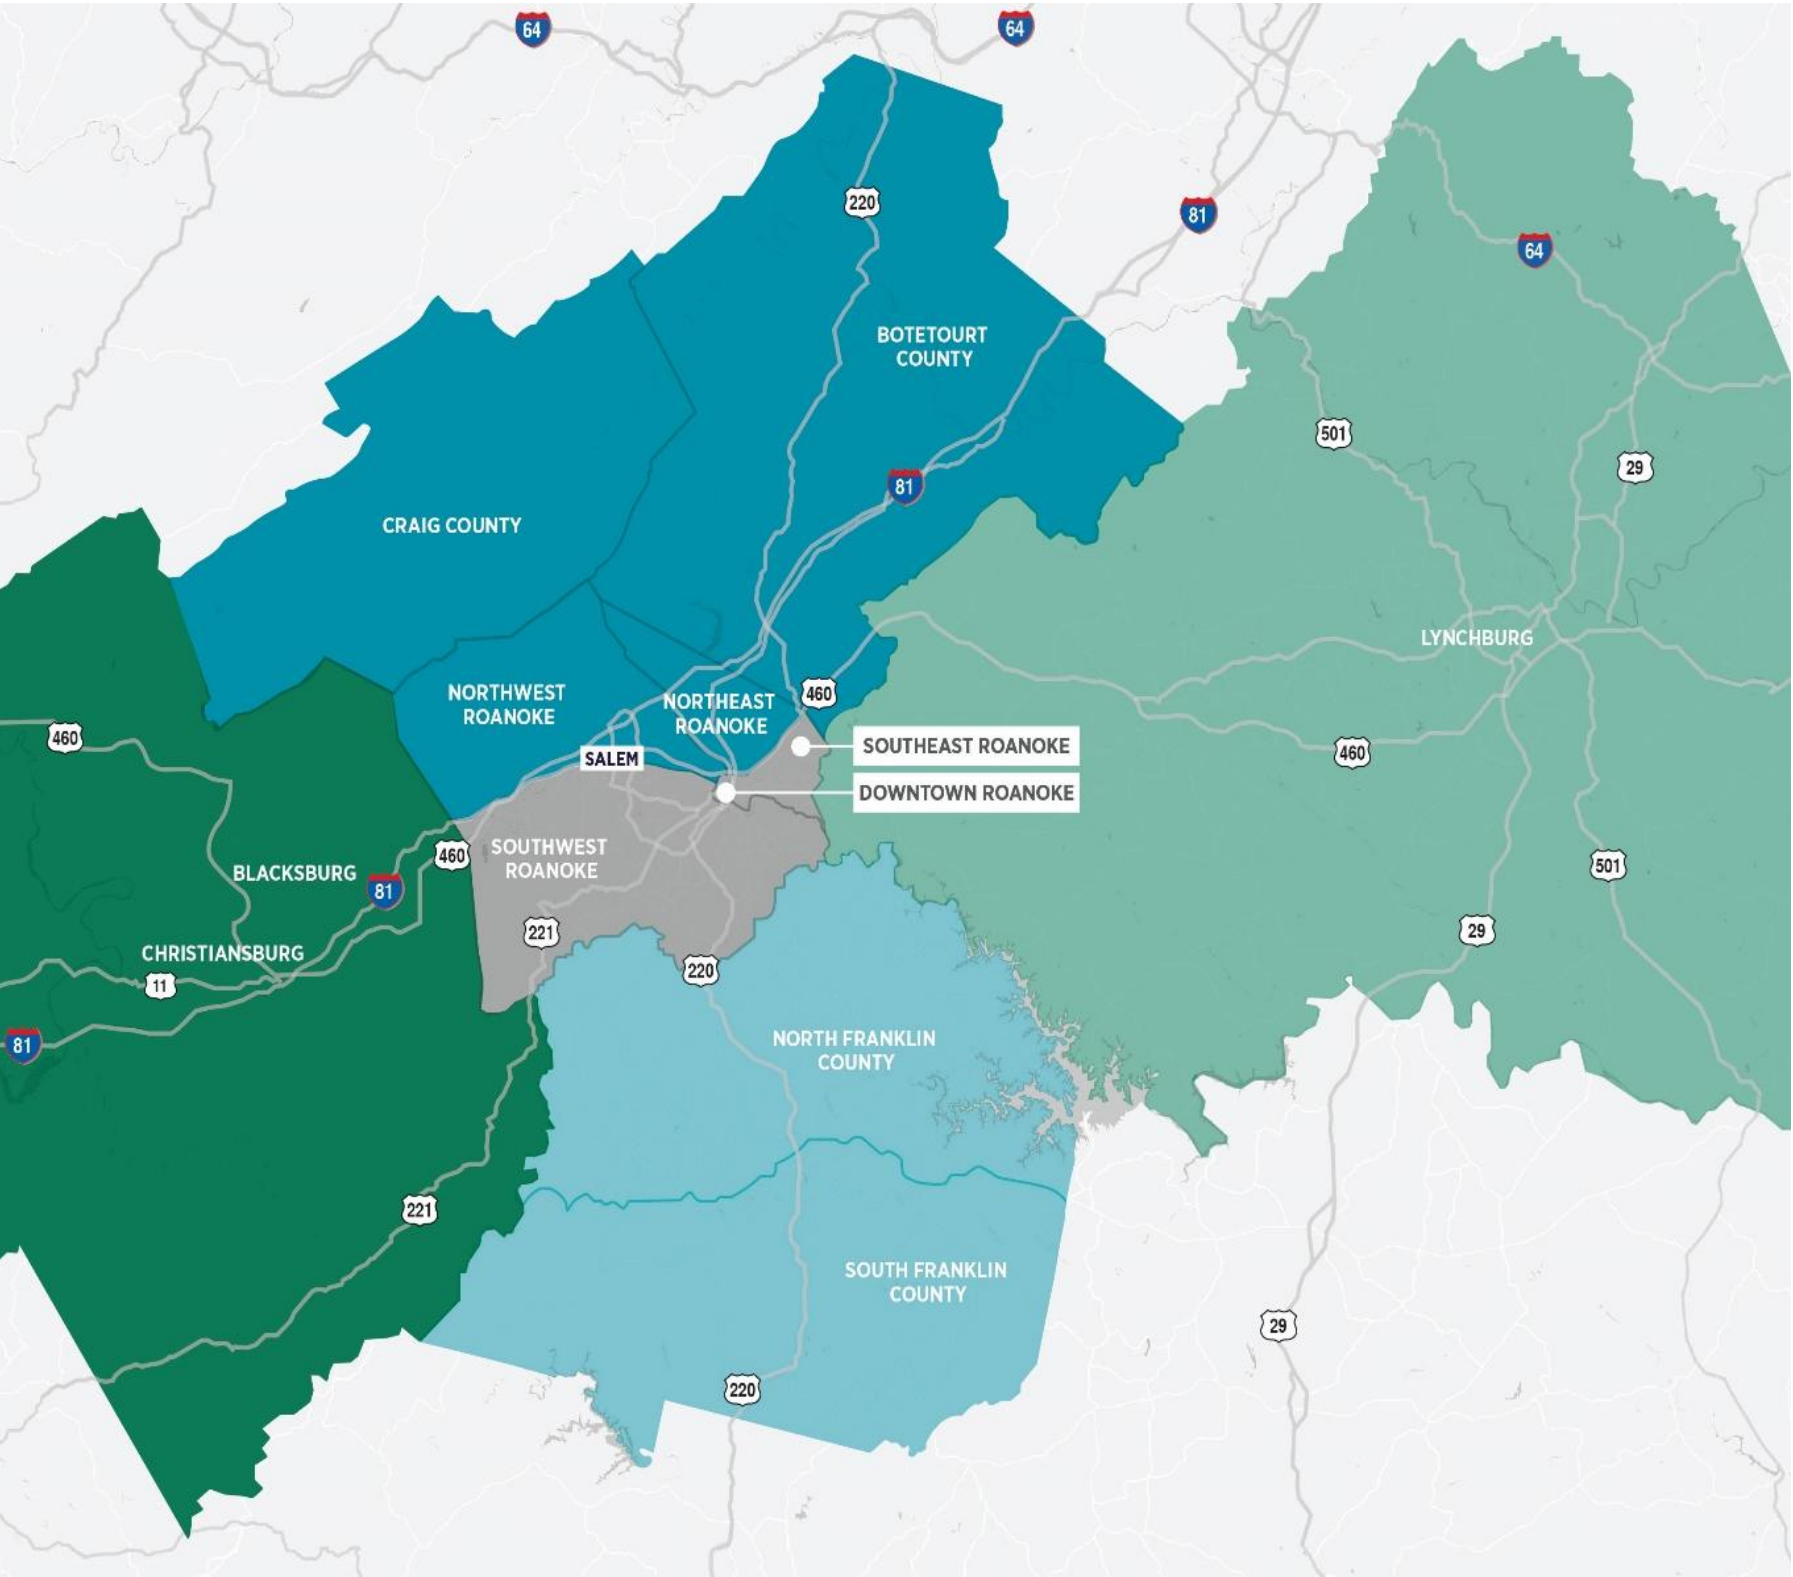 64
64
220
81
64
BOTETOURT
COUNTY
501
29
81
CRAIG COUNTY
LYNCHBURG
NORTHWEST
ROANOKE
NORTHEAST
ROANOKE
460
460
SALEM
SOUTHEAST ROANOKE
460
DOWNTOWN ROANOKE
SOUTHWEST
ROANOKE
460
BLACKSBURG
81
501
221
29
CHRISTIANSBURG
220
11
81
NORTH FRANKLIN
COUNTY
221
SOUTH FRANKLIN
COUNTY
29
220